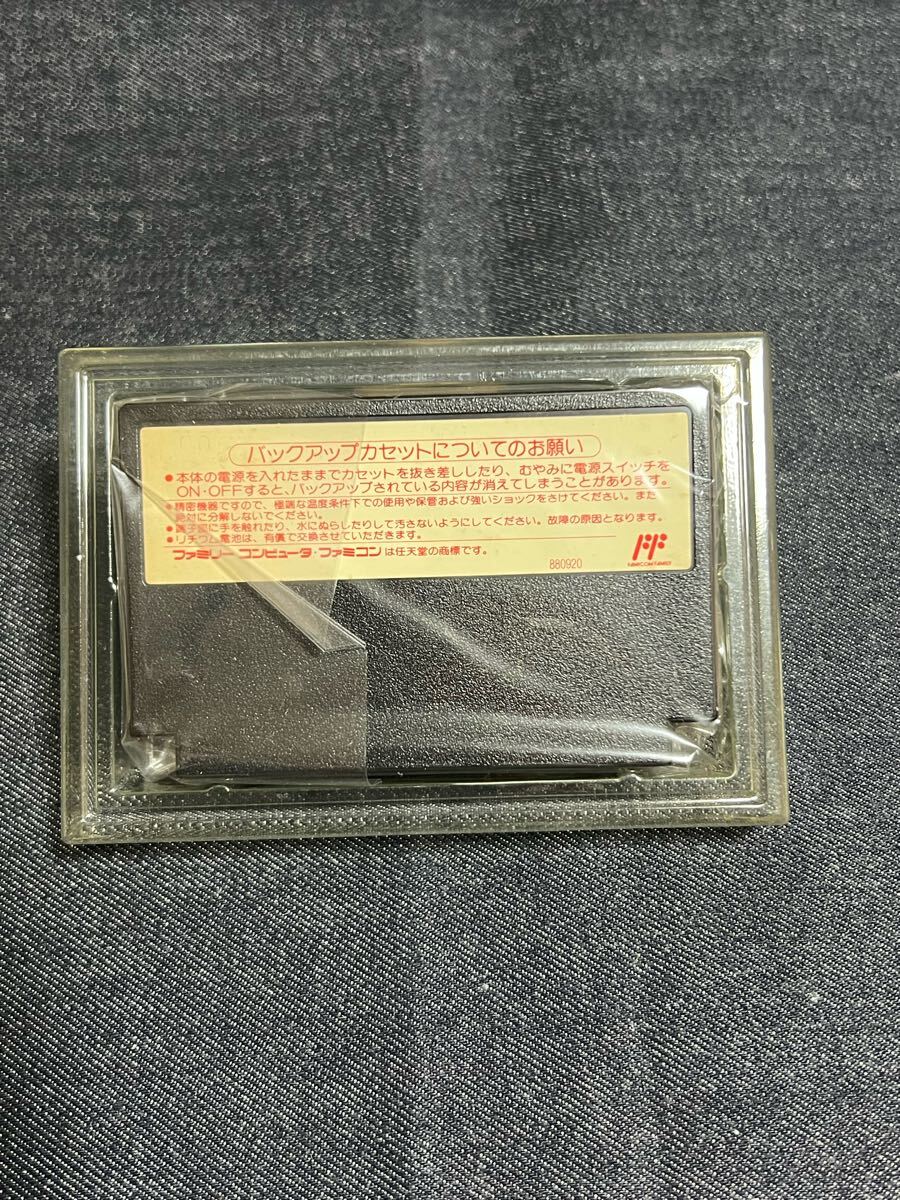 バックアップカセットについてのお願い
●本体の電源を入れたままでカセットを抜き差ししたり、むやみに電源スイッチを
ON・OFFすると、バックアップされている内容が消えてしまうことがあります。
●精密機器ですので、極端な温度条件下での使用や保管および強いショックをさけてください。また
絶対に分解しないでください。
●端子部に手を触れたり、水にぬらしたりして汚さないようにしてください。故障の原因となります。
●リチウム電池は、有償で交換させていただきます。
ファミリー コンピュータ・ファミコン は任天堂の商標です。
880920
FAMICOM FAMILY